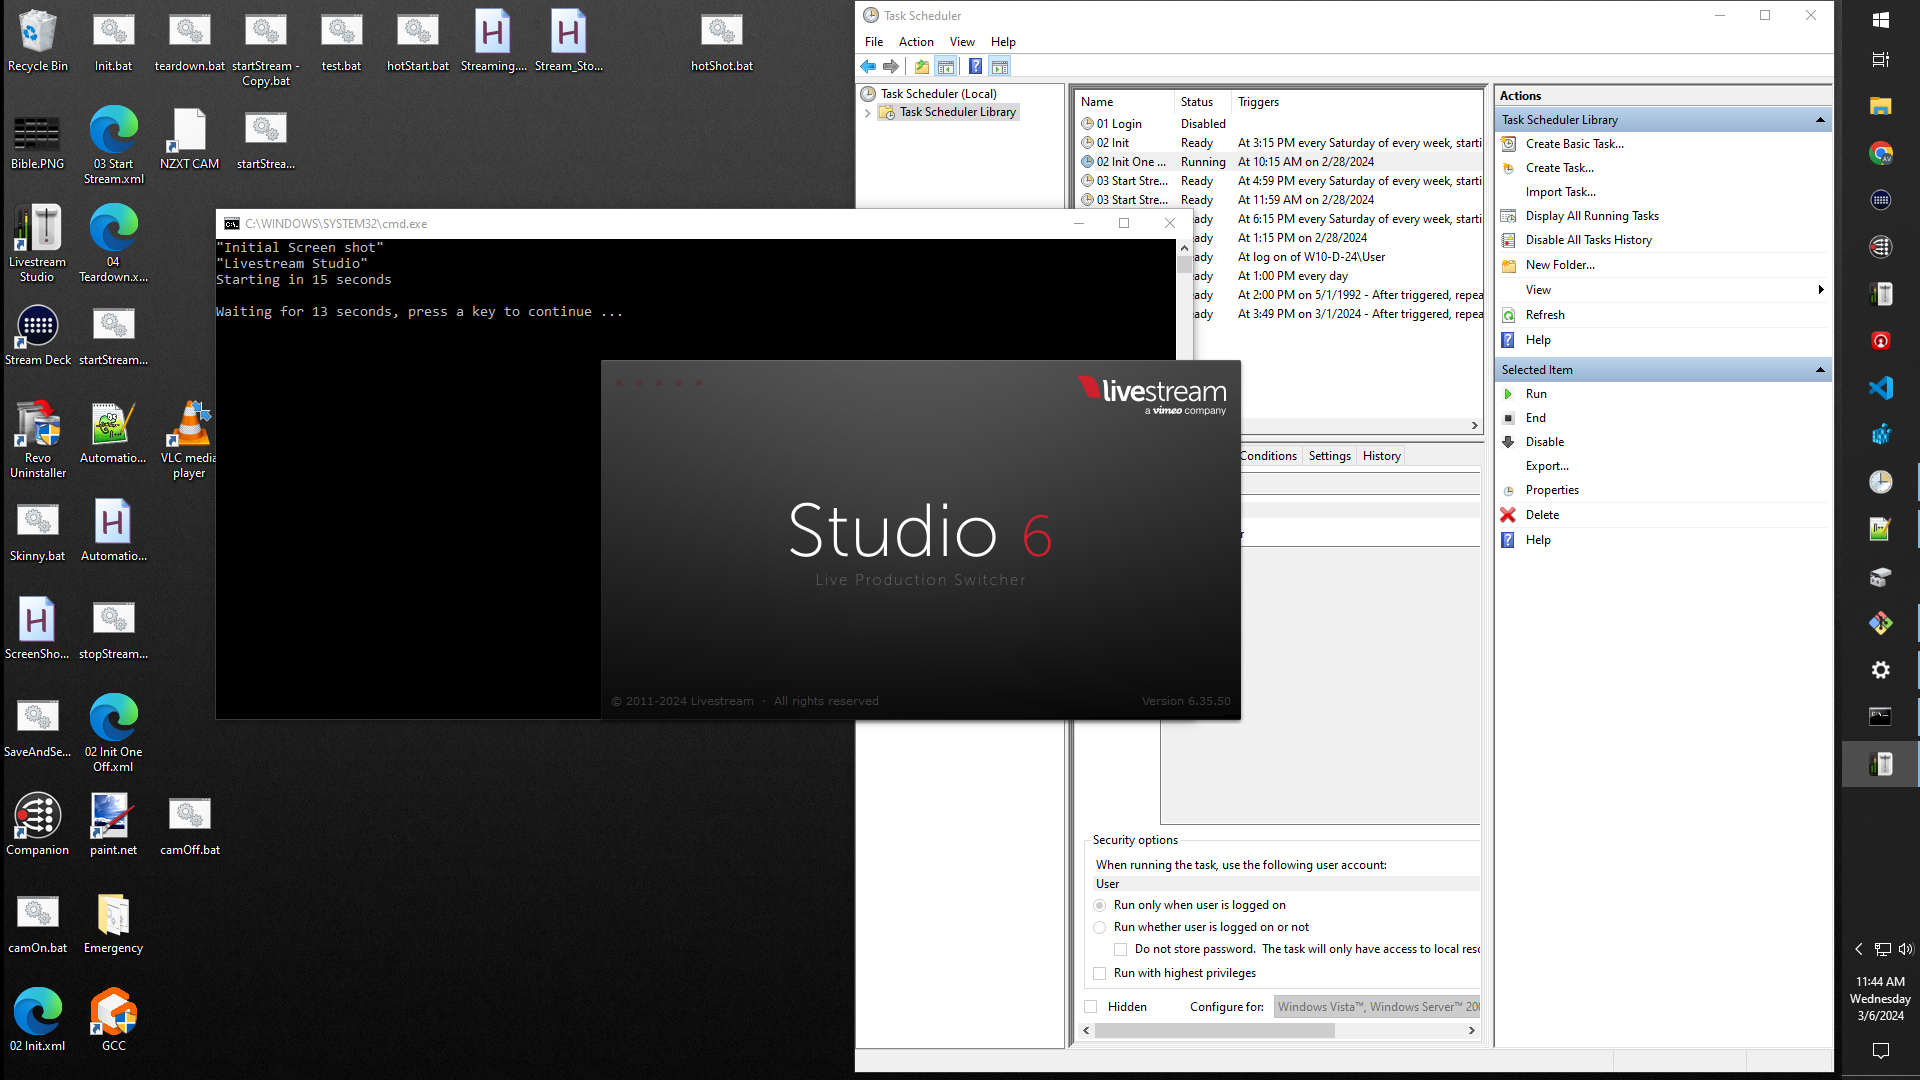 Recycle Bin
Init.bat
teardown.bat
startStream - Copy.bat
test.bat
hotStart.bat
Streaming....
Stream_Sto...
hotShot.bat
Bible.PNG
03 Start Stream.xml
NZXT CAM
startStrea...
Livestream Studio
04 Teardown.x...
Stream Deck
startStream...
Revo Uninstaller
Automatio...
VLC media player
Skinny.bat
Automatio...
ScreenSho...
stopStream...
SaveAndSe...
02 Init One Off.xml
Companion
paint.net
camOff.bat
camOn.bat
Emergency
02 Init.xml
GCC
C:\WINDOWS\SYSTEM32\cmd.exe
"Initial Screen shot"
"Livestream Studio"
Starting in 15 seconds
Waiting for 13 seconds, press a key to continue ...
livestream
a vimeo company
Studio 6
Live Production Switcher
© 2011-2024 Livestream · All rights reserved
Version 6.35.50
Task Scheduler
File Action View Help
Task Scheduler (Local)
Task Scheduler Library
Name Status Triggers
01 Login Disabled
02 Init Ready At 3:15 PM every Saturday of every week, starti
02 Init One ... Running At 10:15 AM on 2/28/2024
03 Start Stre... Ready At 4:59 PM every Saturday of every week, starti
03 Start Stre... Ready At 11:59 AM on 2/28/2024
ady At 6:15 PM every Saturday of every week, starti
ady At 1:15 PM on 2/28/2024
ady At log on of W10-D-24\User
ady At 1:00 PM every day
ady At 2:00 PM on 5/1/1992 - After triggered, repea
ady At 3:49 PM on 3/1/2024 - After triggered, repea
Conditions Settings History
r
Security options
When running the task, use the following user account:
User
Run only when user is logged on
Run whether user is logged on or not
Do not store password. The task will only have access to local resc
Run with highest privileges
Hidden Configure for: Windows Vista™, Windows Server™ 200
Actions
Task Scheduler Library
Create Basic Task...
Create Task...
Import Task...
Display All Running Tasks
Disable All Tasks History
New Folder...
View
Refresh
Help
Selected Item
Run
End
Disable
Export...
Properties
Delete
Help
AV
11:44 AM
Wednesday
3/6/2024